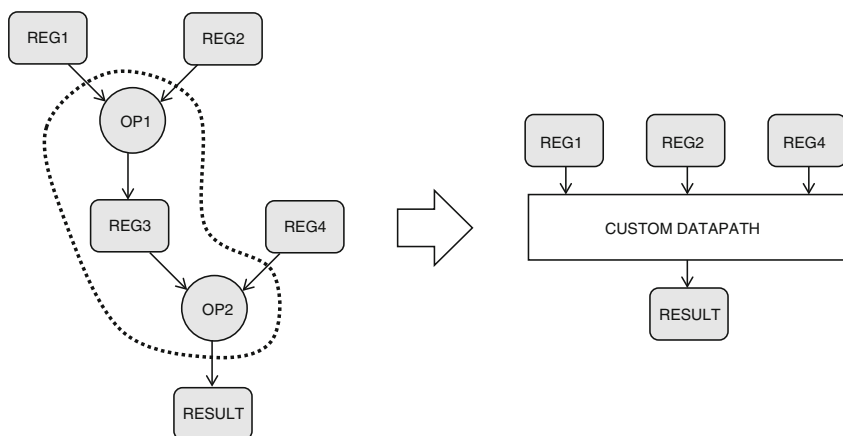 REG1
REG2
OP1
REG3
REG4
OP2
RESULT
REG1
REG2
REG4
CUSTOM DATAPATH
RESULT